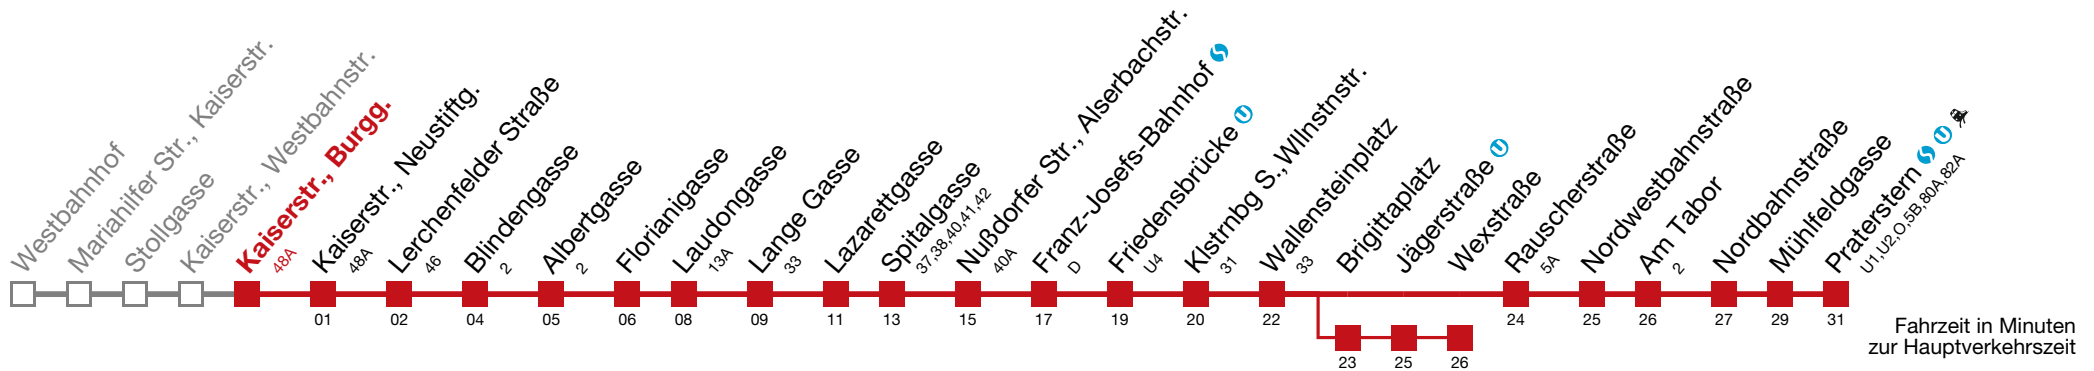 Westbahnhof
Mariahilfer Str., Kaiserstr.
Stollgasse
Kaiserstr., Westbahnstr.
Kaiserstr., Burgg.
48A
Kaiserstr., Neustiftg.
48A
Lerchenfelder Straße
46
Blindengasse
2
Albertgasse
2
Florianigasse
Laudongasse
13A
Lange Gasse
33
Lazarettgasse
Spitalgasse
37,38,40,41,42
Nußdorfer Str., Alserbachstr.
40A
Franz-Josefs-Bahnhof
D
Friedensbrücke U
U4
Klstrnbg S., Wllnstnstr.
31
Wallensteinplatz
33
Brigittaplatz
Jägerstraße U
Wexstraße
Rauscherstraße
5A
Nordwestbahnstraße
Am Tabor
2
Nordbahnstraße
Mühlfeldgasse
Praterstern S U
U1,U2,O,5B,80A,82A
01 02 04 05 06 08 09 11 13 15 17 19 20 22 24 25 26 27 29 31
23 25 26
Fahrzeit in Minuten
zur Hauptverkehrszeit